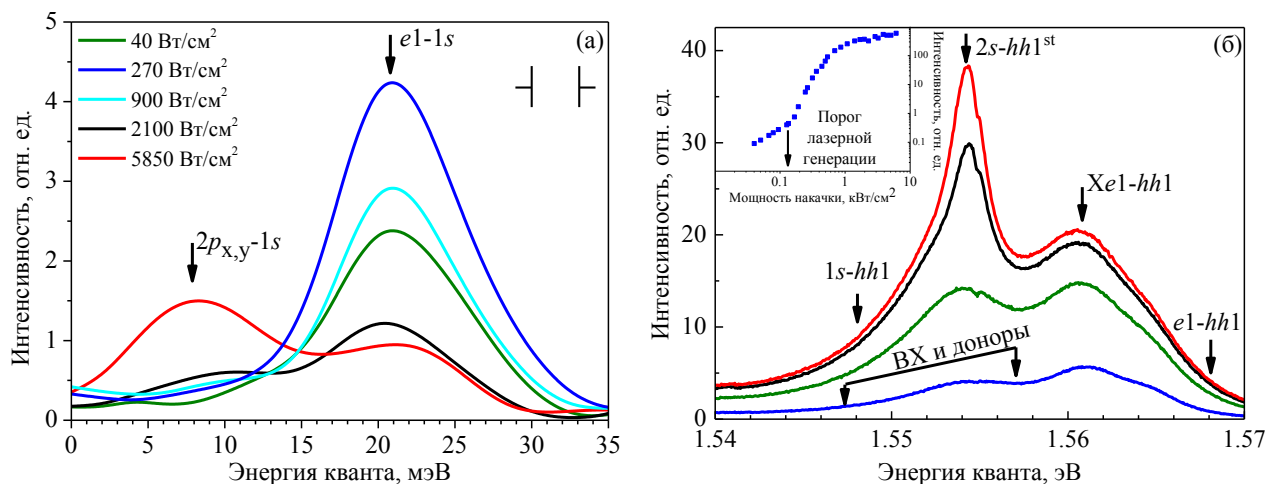 (а)
40 Вт/см²
270 Вт/см²
900 Вт/см²
2100 Вт/см²
5850 Вт/см²
e1-1s
2pₓ,ᵧ-1s
Интенсивность, отн. ед.
5
4
3
2
1
0
0 5 10 15 20 25 30 35
Энергия кванта, мэВ
(б)
2s-hh1ˢᵗ
Xe1-hh1
1s-hh1
e1-hh1
ВХ и доноры
Порог
лазерной
генерации
Интенсивность, отн. ед.
100
10
1
0.1
0.1 1 10
Мощность накачки, кВт/см²
Интенсивность, отн. ед.
40
30
20
10
0
1.54 1.55 1.56 1.57
Энергия кванта, эВ